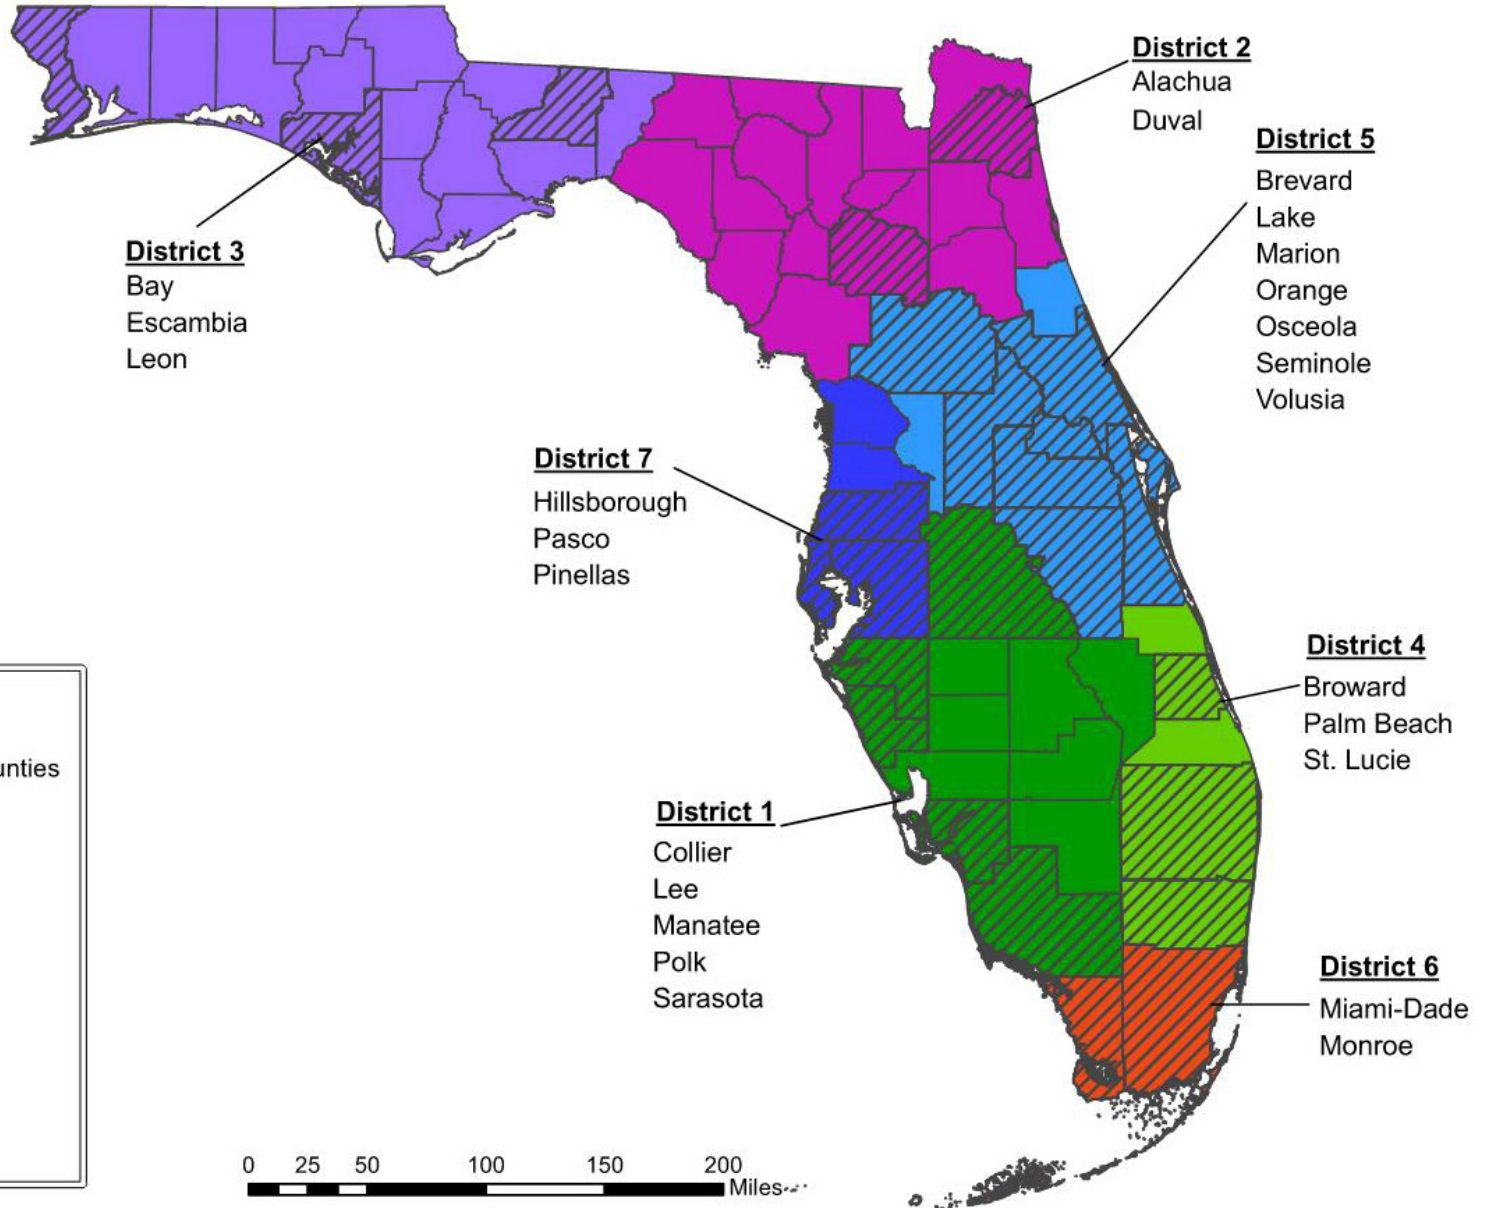 District 2
Alachua
Duval
District 5
Brevard
Lake
Marion
Orange
Osceola
Seminole
Volusia
District 3
Bay
Escambia
Leon
District 7
Hillsborough
Pasco
Pinellas
District 4
Broward
Palm Beach
St. Lucie
unties
District 1
Collier
Lee
Manatee
Polk
Sarasota
District 6
Miami-Dade
Monroe
0 25 50 100 150 200
Miles